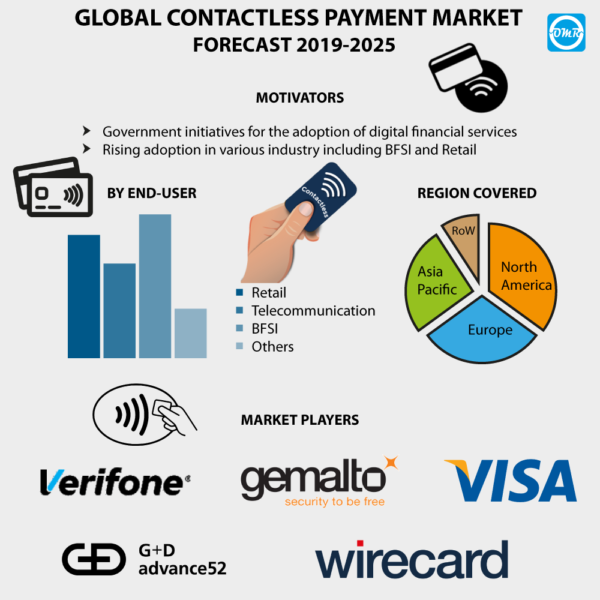 GLOBAL CONTACTLESS PAYMENT MARKET
FORECAST 2019-2025
OMR
MOTIVATORS
Government initiatives for the adoption of digital financial services
Rising adoption in various industry including BFSI and Retail
BY END-USER
Contactless
Retail
Telecommunication
BFSI
Others
REGION COVERED
RoW
North
America
Asia
Pacific
Europe
MARKET PLAYERS
Verifone®
gemalto
security to be free
VISA
G+D
advance52
wirecard